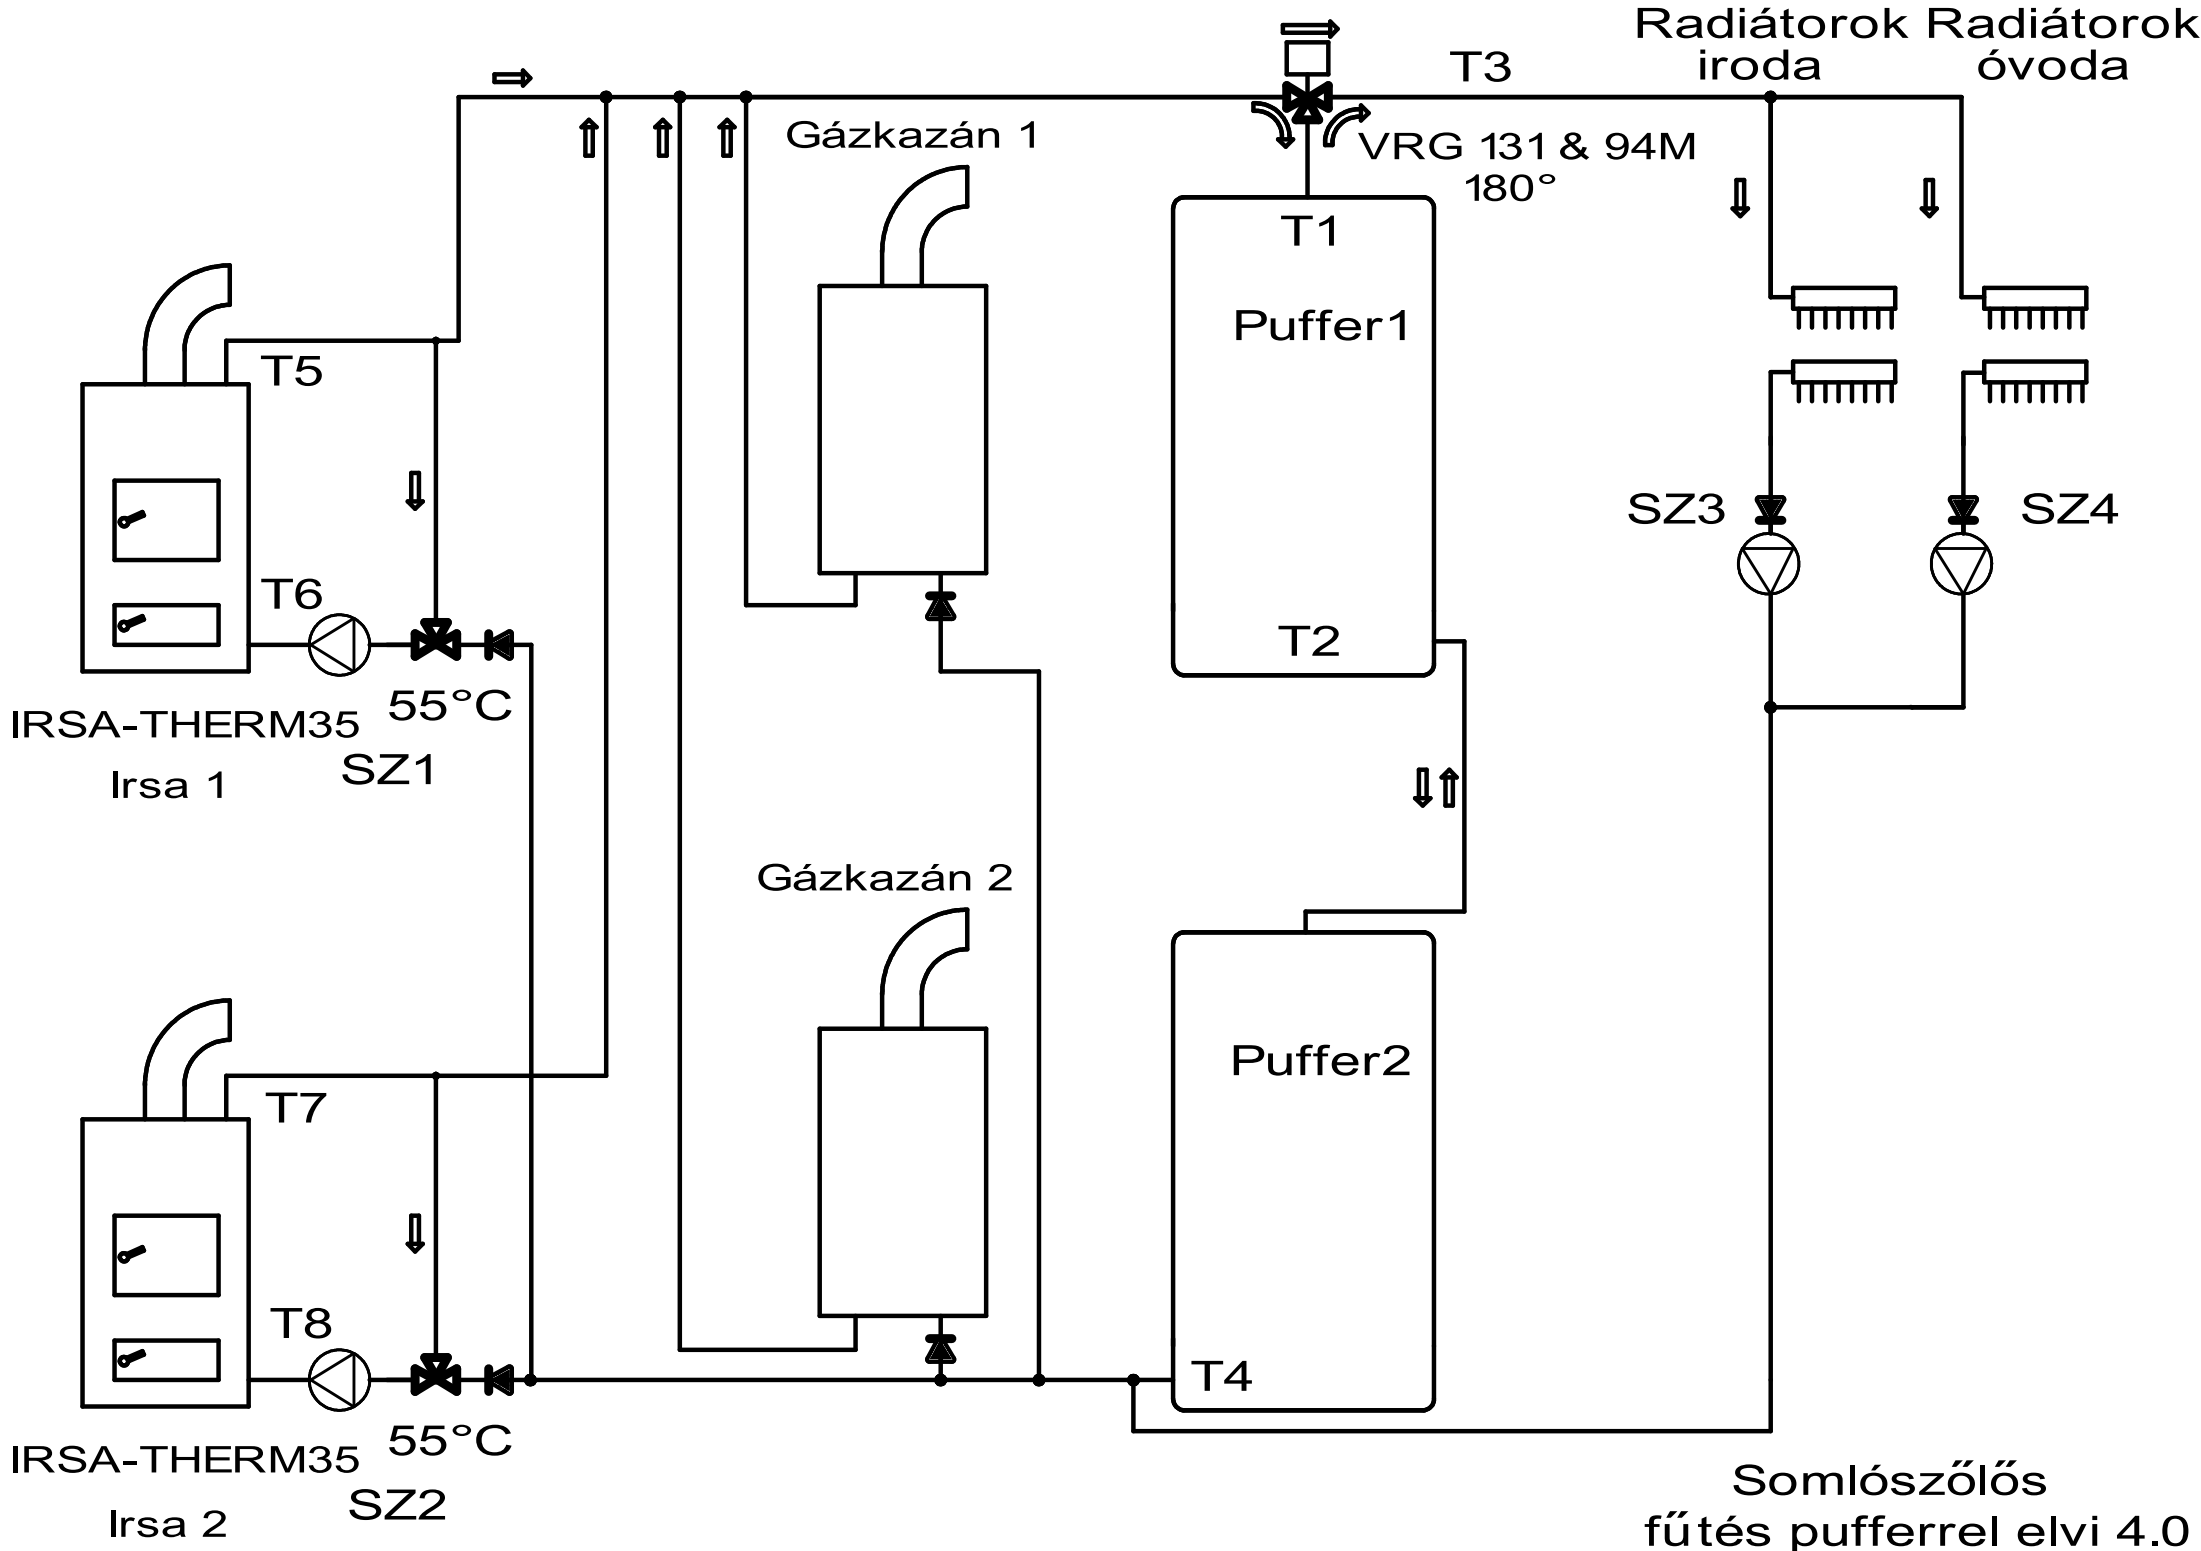 Radiátorok Radiátorok
iroda óvoda
T3
Gázkazán 1
VRG 131 & 94M
180°
T1
Puffer1
T5
SZ3 SZ4
T6
T2
55°C
IRSA-THERM35
SZ1
Irsa 1
Gázkazán 2
Puffer2
T7
T8
T4
55°C
IRSA-THERM35
SZ2
Irsa 2
Somlószőlős
fűtés pufferrel elvi 4.0